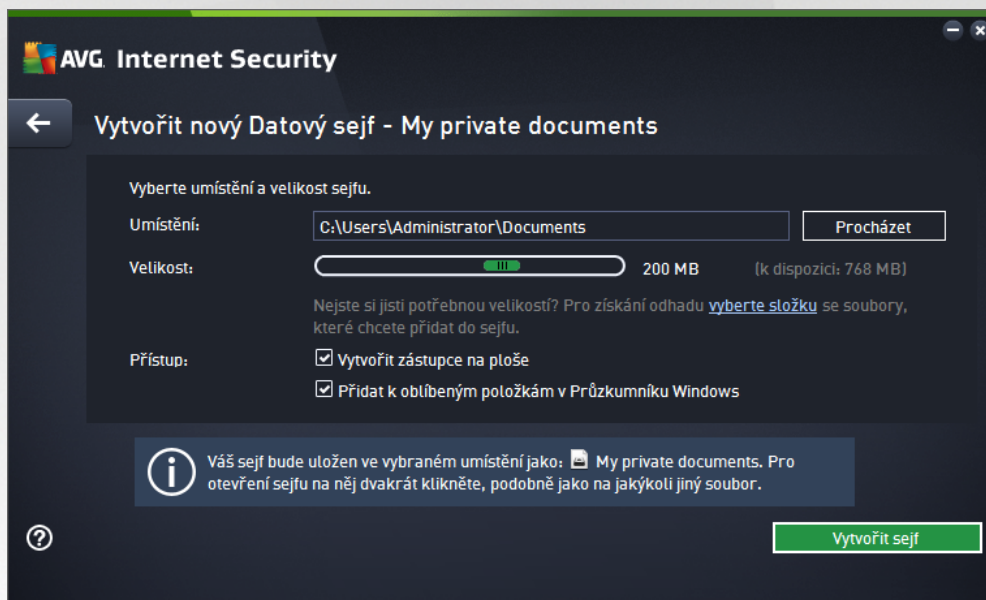 AVG Internet Security
Vytvořit nový Datový sejf - My private documents
Vyberte umístění a velikost sejfu.
Umístění: C:\Users\Administrator\Documents Procházet
Velikost: 200 MB (k dispozici: 768 MB)
Nejste si jisti potřebnou velikostí? Pro získání odhadu vyberte složku se soubory,
které chcete přidat do sejfu.
Přístup: Vytvořit zástupce na ploše
Přidat k oblíbeným položkám v Průzkumníku Windows
Váš sejf bude uložen ve vybraném umístění jako: My private documents. Pro
otevření sejfu na něj dvakrát klikněte, podobně jako na jakýkoli jiný soubor.
Vytvořit sejf